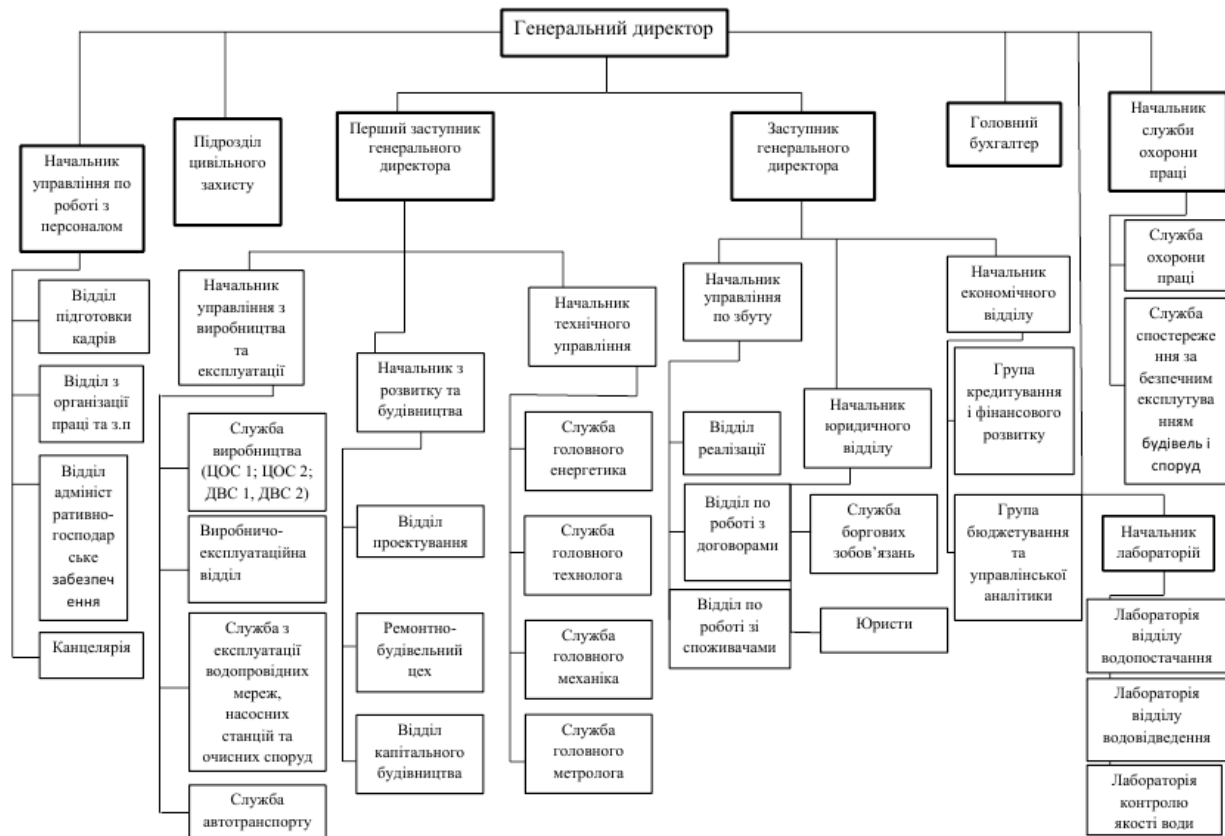 Генеральний директор
Начальник
управління по
роботі з
персоналом
Підрозділ
цивільного
захисту
Перший заступник
генерального
директора
Заступник
генерального
директора
Головний
бухгалтер
Начальник
служби
охорони
праці
Відділ
підготовки
кадрів
Відділ з
організації
праці та з.п
Відділ
адмініст
ративно-
господар
ське
забезпеч
ення
Канцелярія
Начальник
управління з
виробництва
та
експлуатації
Служба
виробництва
(ЦОС 1; ЦОС 2;
ДВС 1, ДВС 2)
Виробничо-
експлуатаційна
відділ
Служба з
експлуатації
водопровідних
мереж,
насосних
станцій та
очисних споруд
Служба
автотранспорту
Начальник з
розвитку та
будівництва
Відділ
проектування
Ремонтно-
будівельний
цех
Відділ
капітального
будівництва
Начальник
технічного
управління
Служба
головного
енергетика
Служба
головного
технолога
Служба
головного
механіка
Служба
головного
метролога
Начальник
управління
по збуту
Відділ
реалізації
Відділ по
роботі з
договорами
Відділ по
роботі зі
споживачами
Начальник
юридичного
відділу
Служба
боргових
зобов’язань
Юристи
Начальник
економічного
відділу
Група
кредитування
і фінансового
розвитку
Група
бюджетування
та
управлінської
аналітики
Служба
охорони
праці
Служба
спостереже
ння за
безпечним
експлутува
нням
будівель і
споруд
Начальник
лабораторій
Лабораторія
відділу
водопостачання
Лабораторія
відділу
водовідведення
Лабораторія
контролю
якості води